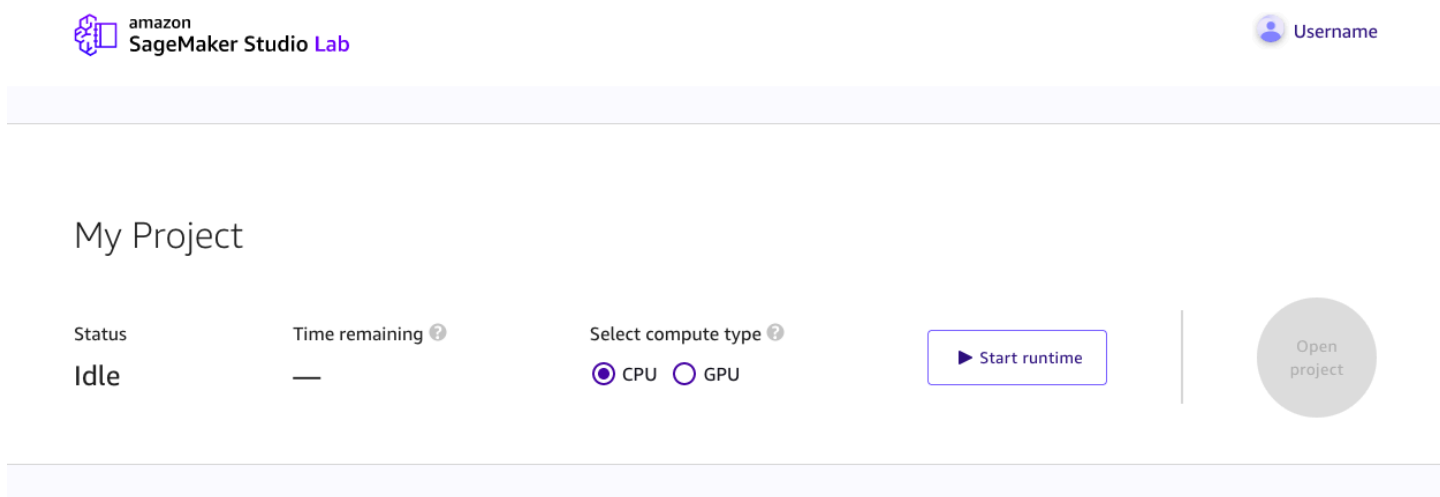 amazon
SageMaker Studio Lab
Username
My Project
Status
Time remaining ?
Select compute type ?
Idle
—
CPU
GPU
Start runtime
Open
project